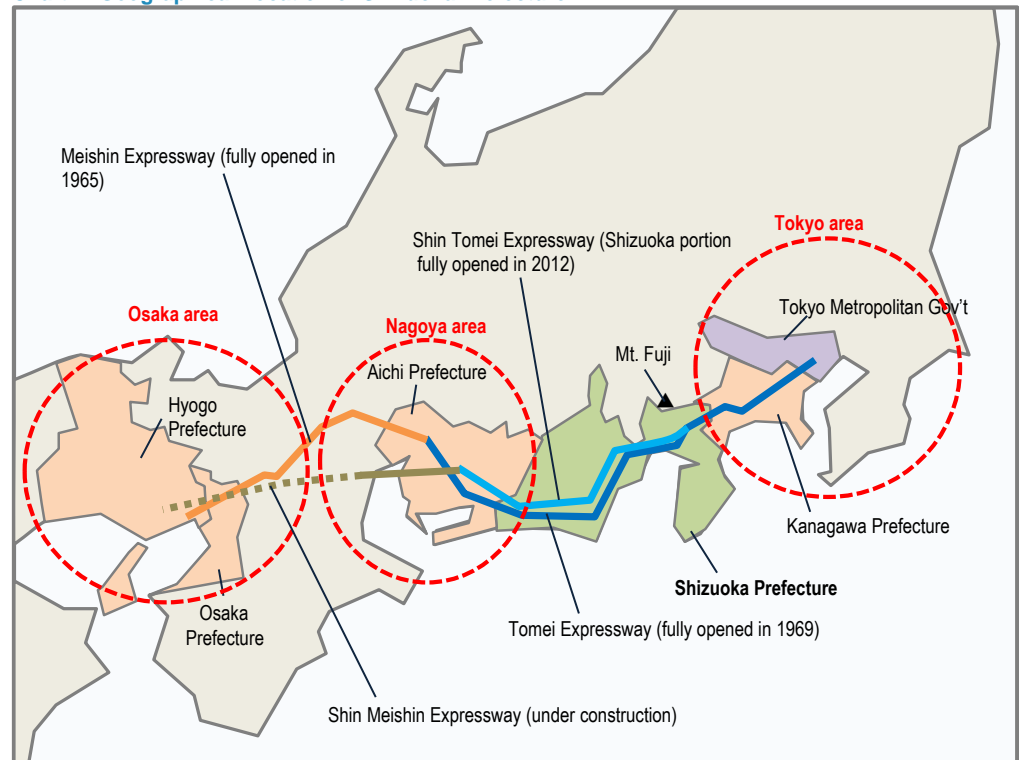 Meishin Expressway (fully opened in
1965)
Shin Tomei Expressway (Shizuoka portion
fully opened in 2012)
Tokyo area
Tokyo Metropolitan Gov't
Osaka area
Nagoya area
Mt. Fuji
Aichi Prefecture
Hyogo
Prefecture
Kanagawa Prefecture
Shizuoka Prefecture
Osaka
Prefecture
Tomei Expressway (fully opened in 1969)
Shin Meishin Expressway (under construction)